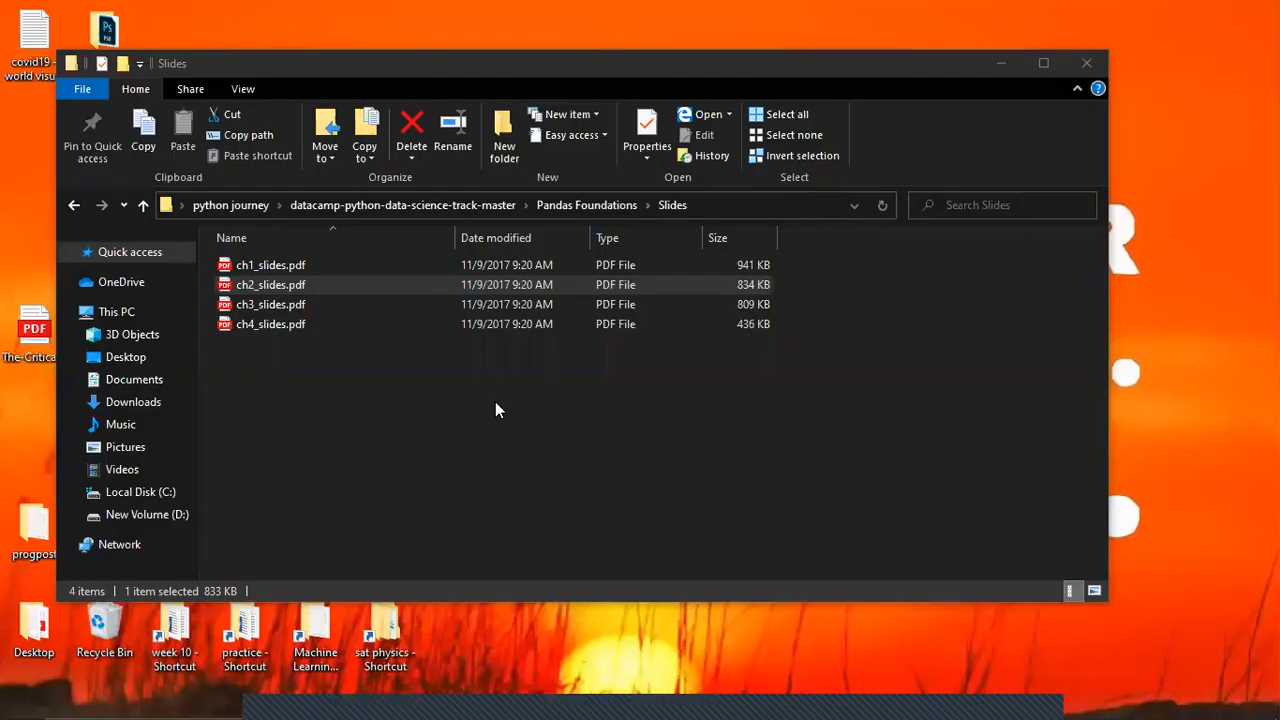 Ps
covid19 -
world visu
Slides
File
Home
Share
View
Pin to Quick
access
Copy
Paste
Cut
Copy path
Paste shortcut
Clipboard
Move
to
Copy
to
Delete
Rename
Organize
New
folder
New item
Easy access
New
Properties
Open
Edit
History
Open
Select all
Select none
Invert selection
Select
python journey
datacamp-python-data-science-track-master
Pandas Foundations
Slides
Search Slides
R
Name
Date modified
Type
Size
Quick access
OneDrive
This PC
3D Objects
Desktop
Documents
Downloads
Music
Pictures
Videos
Local Disk (C:)
New Volume (D:)
Network
PDF ch1_slides.pdf 11/9/2017 9:20 AM PDF File 941 KB
PDF ch2_slides.pdf 11/9/2017 9:20 AM PDF File 834 KB
PDF ch3_slides.pdf 11/9/2017 9:20 AM PDF File 809 KB
PDF ch4_slides.pdf 11/9/2017 9:20 AM PDF File 436 KB
PDF
The-Critica
progpost
4 items
1 item selected 833 KB
Desktop
Recycle Bin
week 10 -
Shortcut
practice -
Shortcut
Machine
Learnin...
sat physics -
Shortcut